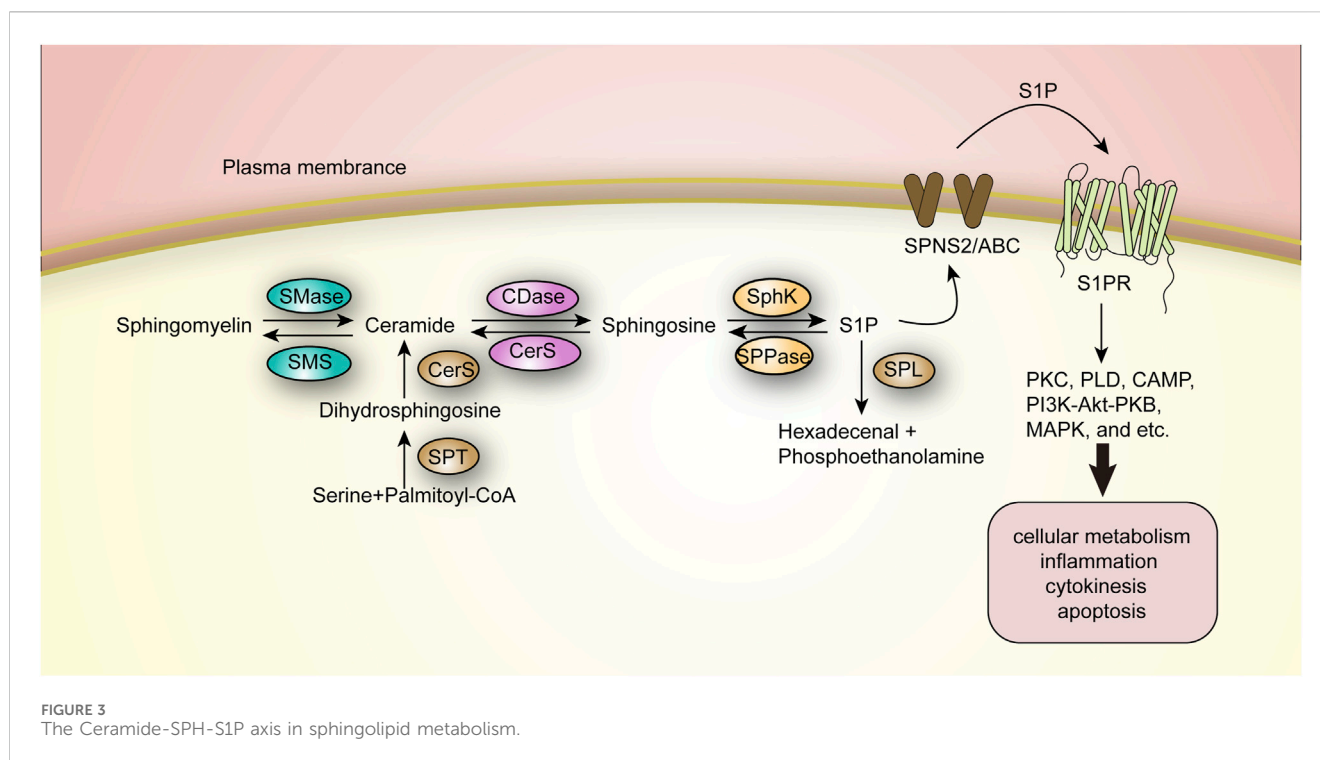 S1P
Plasma membrance
SPNS2/ABC
S1PR
SMase
CDase
SphK
Sphingomyelin
Ceramide
Sphingosine
S1P
SMS
CerS
CerS
SPPase
SPL
Dihydrosphingosine
SPT
Serine+Palmitoyl-CoA
Hexadecenal +
Phosphoethanolamine
PKC, PLD, CAMP,
PI3K-Akt-PKB,
MAPK, and etc.
cellular metabolism
inflammation
cytokinesis
apoptosis
FIGURE 3
The Ceramide-SPH-S1P axis in sphingolipid metabolism.